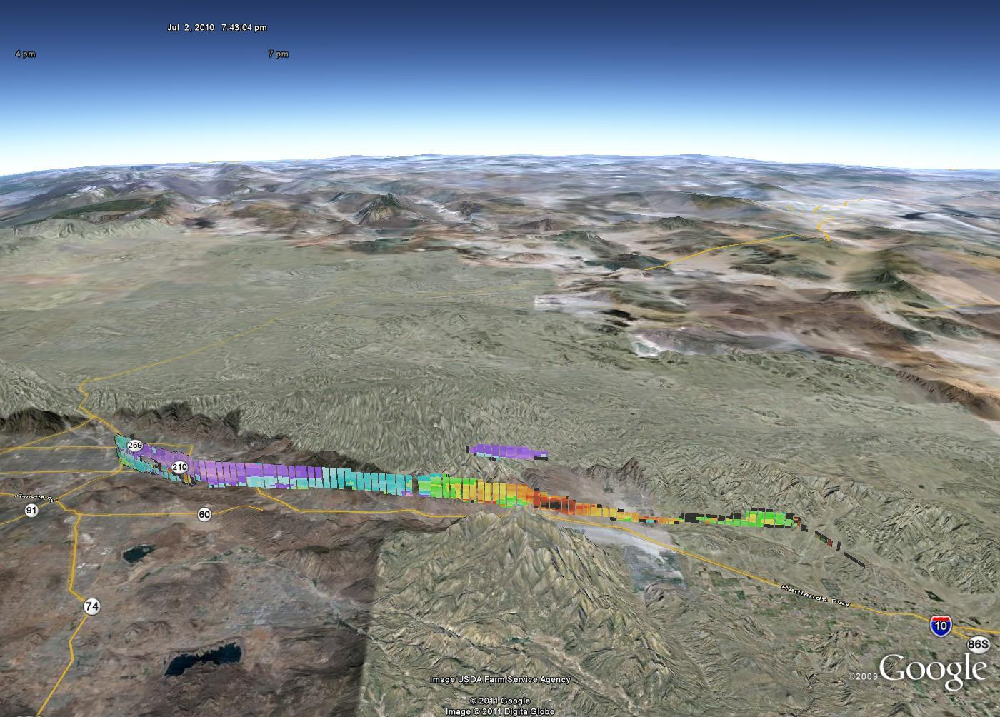 Jul 2, 2010 7:43:04 pm
4 pm
7 pm
259
210
91
60
74
Redlands Fwy
10
86S
©2009 Google
Image USDA Farm Service Agency
© 2011 Google
Image © 2011 DigitalGlobe